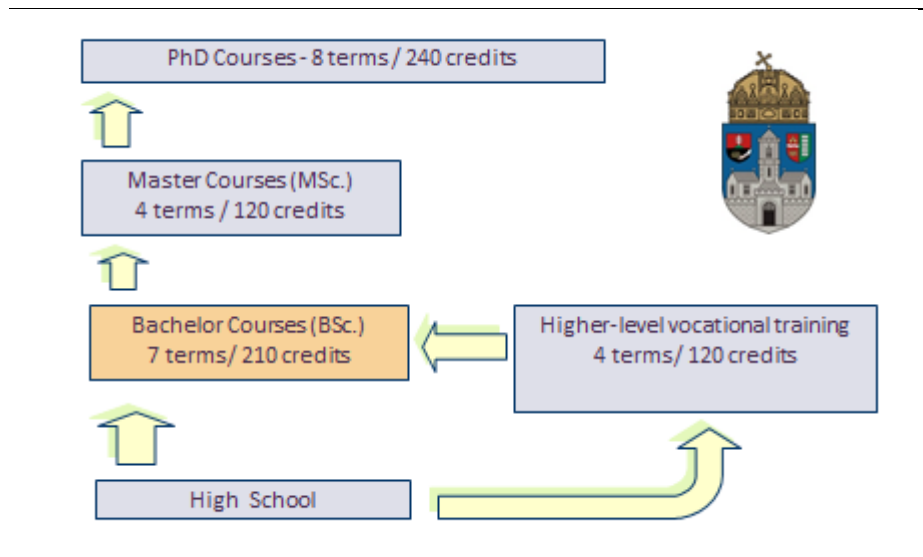 PhD Courses - 8 terms / 240 credits
Master Courses (MSc.)
4 terms / 120 credits
Bachelor Courses (BSc.)
7 terms/ 210 credits
Higher-level vocational training
4 terms/ 120 credits
High School